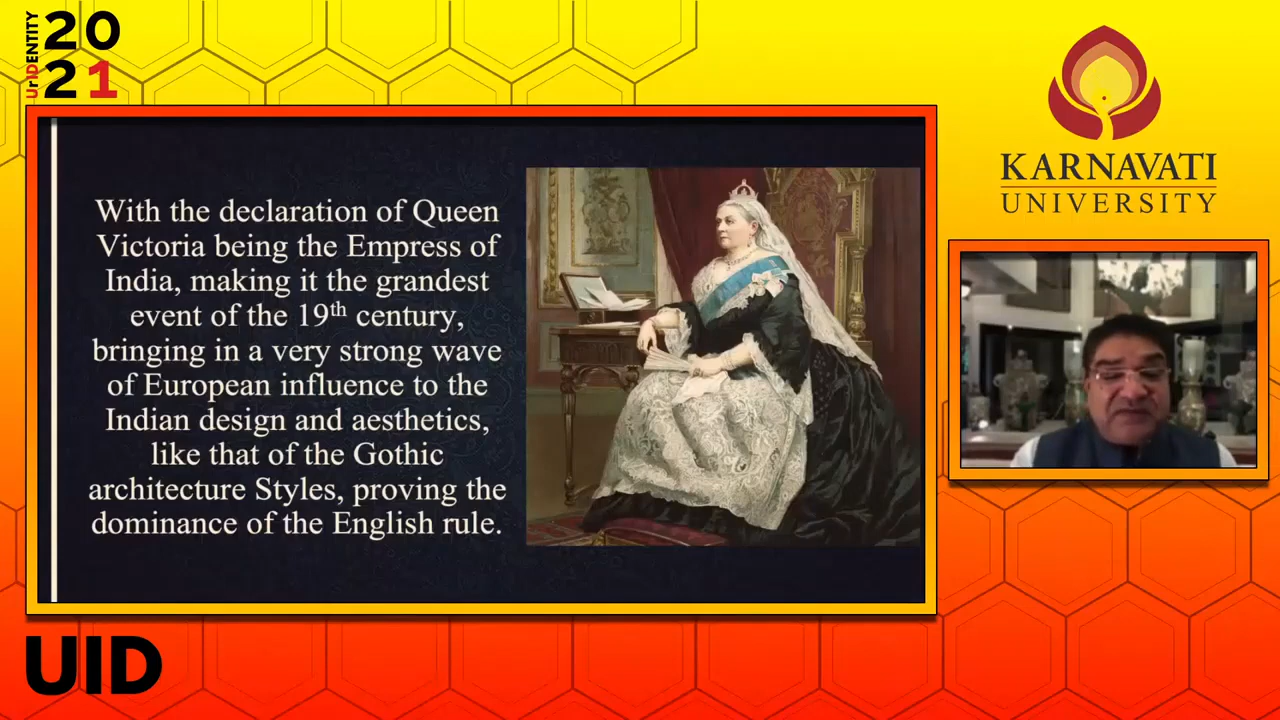 UrIDENTITY
20
21
With the declaration of Queen
Victoria being the Empress of
India, making it the grandest
event of the 19th century,
bringing in a very strong wave
of European influence to the
Indian design and aesthetics,
like that of the Gothic
architecture Styles, proving the
dominance of the English rule.
KARNAVATI
UNIVERSITY
UID